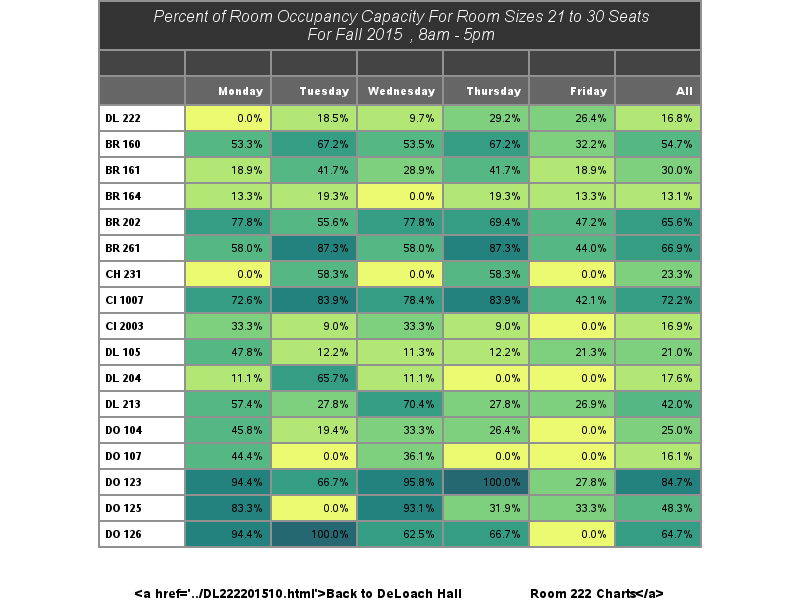 Percent of Room Occupancy Capacity For Room Sizes 21 to 30 Seats
For Fall 2015 , 8am - 5pm
Monday Tuesday Wednesday Thursday Friday All
DL 222 0.0% 18.5% 9.7% 29.2% 26.4% 16.8%
BR 160 53.3% 67.2% 53.5% 67.2% 32.2% 54.7%
BR 161 18.9% 41.7% 28.9% 41.7% 18.9% 30.0%
BR 164 13.3% 19.3% 0.0% 19.3% 13.3% 13.1%
BR 202 77.8% 55.6% 77.8% 69.4% 47.2% 65.6%
BR 261 58.0% 87.3% 58.0% 87.3% 44.0% 66.9%
CH 231 0.0% 58.3% 0.0% 58.3% 0.0% 23.3%
CI 1007 72.6% 83.9% 78.4% 83.9% 42.1% 72.2%
CI 2003 33.3% 9.0% 33.3% 9.0% 0.0% 16.9%
DL 105 47.8% 12.2% 11.3% 12.2% 21.3% 21.0%
DL 204 11.1% 65.7% 11.1% 0.0% 0.0% 17.6%
DL 213 57.4% 27.8% 70.4% 27.8% 26.9% 42.0%
DO 104 45.8% 19.4% 33.3% 26.4% 0.0% 25.0%
DO 107 44.4% 0.0% 36.1% 0.0% 0.0% 16.1%
DO 123 94.4% 66.7% 95.8% 100.0% 27.8% 84.7%
DO 125 83.3% 0.0% 93.1% 31.9% 33.3% 48.3%
DO 126 94.4% 100.0% 62.5% 66.7% 0.0% 64.7%
<a href='../DL222201510.html'>Back to DeLoach Hall Room 222 Charts</a>